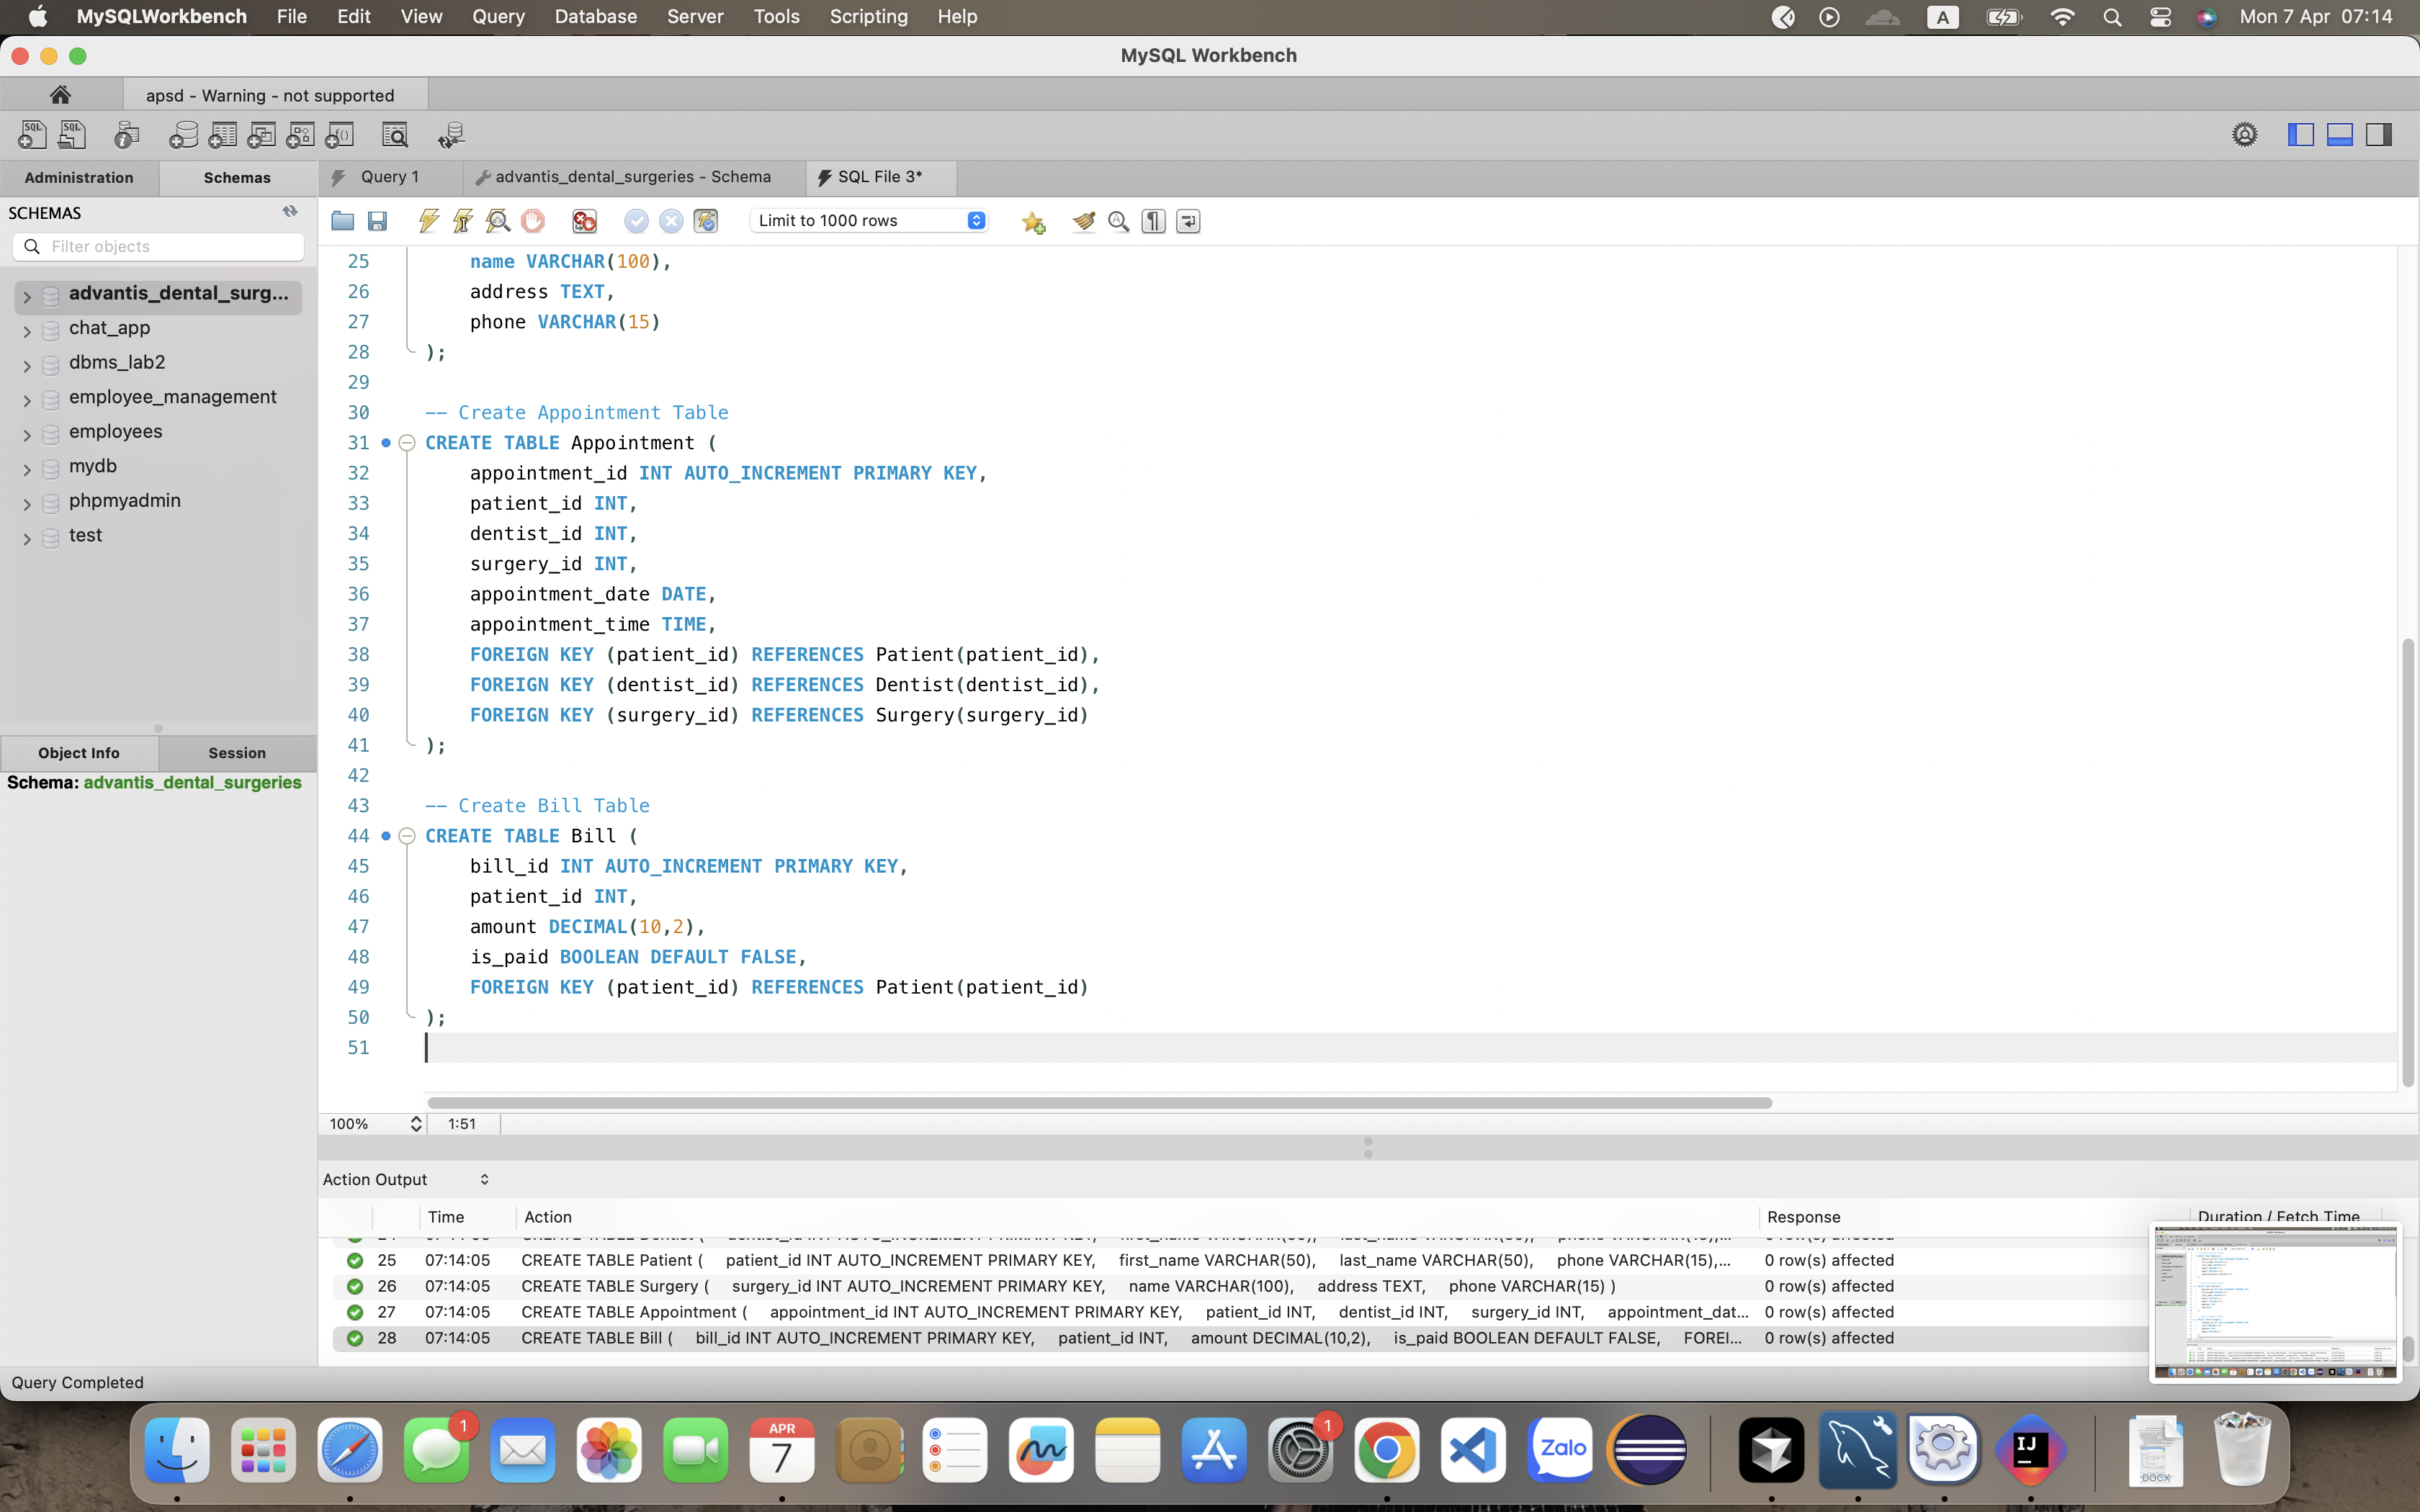 MySQLWorkbench File Edit View Query Database Server Tools Scripting Help A Mon 7 Apr 07:14
MySQL Workbench
apsd - Warning - not supported
SQL SQL
Administration Schemas Query 1 advantis_dental_surgeries - Schema SQL File 3*
SCHEMAS
Filter objects
advantis_dental_surg...
chat_app
dbms_lab2
employee_management
employees
mydb
phpmyadmin
test
Object Info Session
Schema: advantis_dental_surgeries
Limit to 1000 rows
25 name VARCHAR(100),
26 address TEXT,
27 phone VARCHAR(15)
28 );
29
30 -- Create Appointment Table
31 CREATE TABLE Appointment (
32 appointment_id INT AUTO_INCREMENT PRIMARY KEY,
33 patient_id INT,
34 dentist_id INT,
35 surgery_id INT,
36 appointment_date DATE,
37 appointment_time TIME,
38 FOREIGN KEY (patient_id) REFERENCES Patient(patient_id),
39 FOREIGN KEY (dentist_id) REFERENCES Dentist(dentist_id),
40 FOREIGN KEY (surgery_id) REFERENCES Surgery(surgery_id)
41 );
42
43 -- Create Bill Table
44 CREATE TABLE Bill (
45 bill_id INT AUTO_INCREMENT PRIMARY KEY,
46 patient_id INT,
47 amount DECIMAL(10,2),
48 is_paid BOOLEAN DEFAULT FALSE,
49 FOREIGN KEY (patient_id) REFERENCES Patient(patient_id)
50 );
51
100% 1:51
Action Output
Time Action Response Duration / Fetch Time
25 07:14:05 CREATE TABLE Patient ( patient_id INT AUTO_INCREMENT PRIMARY KEY, first_name VARCHAR(50), last_name VARCHAR(50), phone VARCHAR(15),... 0 row(s) affected
26 07:14:05 CREATE TABLE Surgery ( surgery_id INT AUTO_INCREMENT PRIMARY KEY, name VARCHAR(100), address TEXT, phone VARCHAR(15) ) 0 row(s) affected
27 07:14:05 CREATE TABLE Appointment ( appointment_id INT AUTO_INCREMENT PRIMARY KEY, patient_id INT, dentist_id INT, surgery_id INT, appointment_dat... 0 row(s) affected
28 07:14:05 CREATE TABLE Bill ( bill_id INT AUTO_INCREMENT PRIMARY KEY, patient_id INT, amount DECIMAL(10,2), is_paid BOOLEAN DEFAULT FALSE, FOREI... 0 row(s) affected
Query Completed
1 APR 7 1 Zalo IJ DOCX